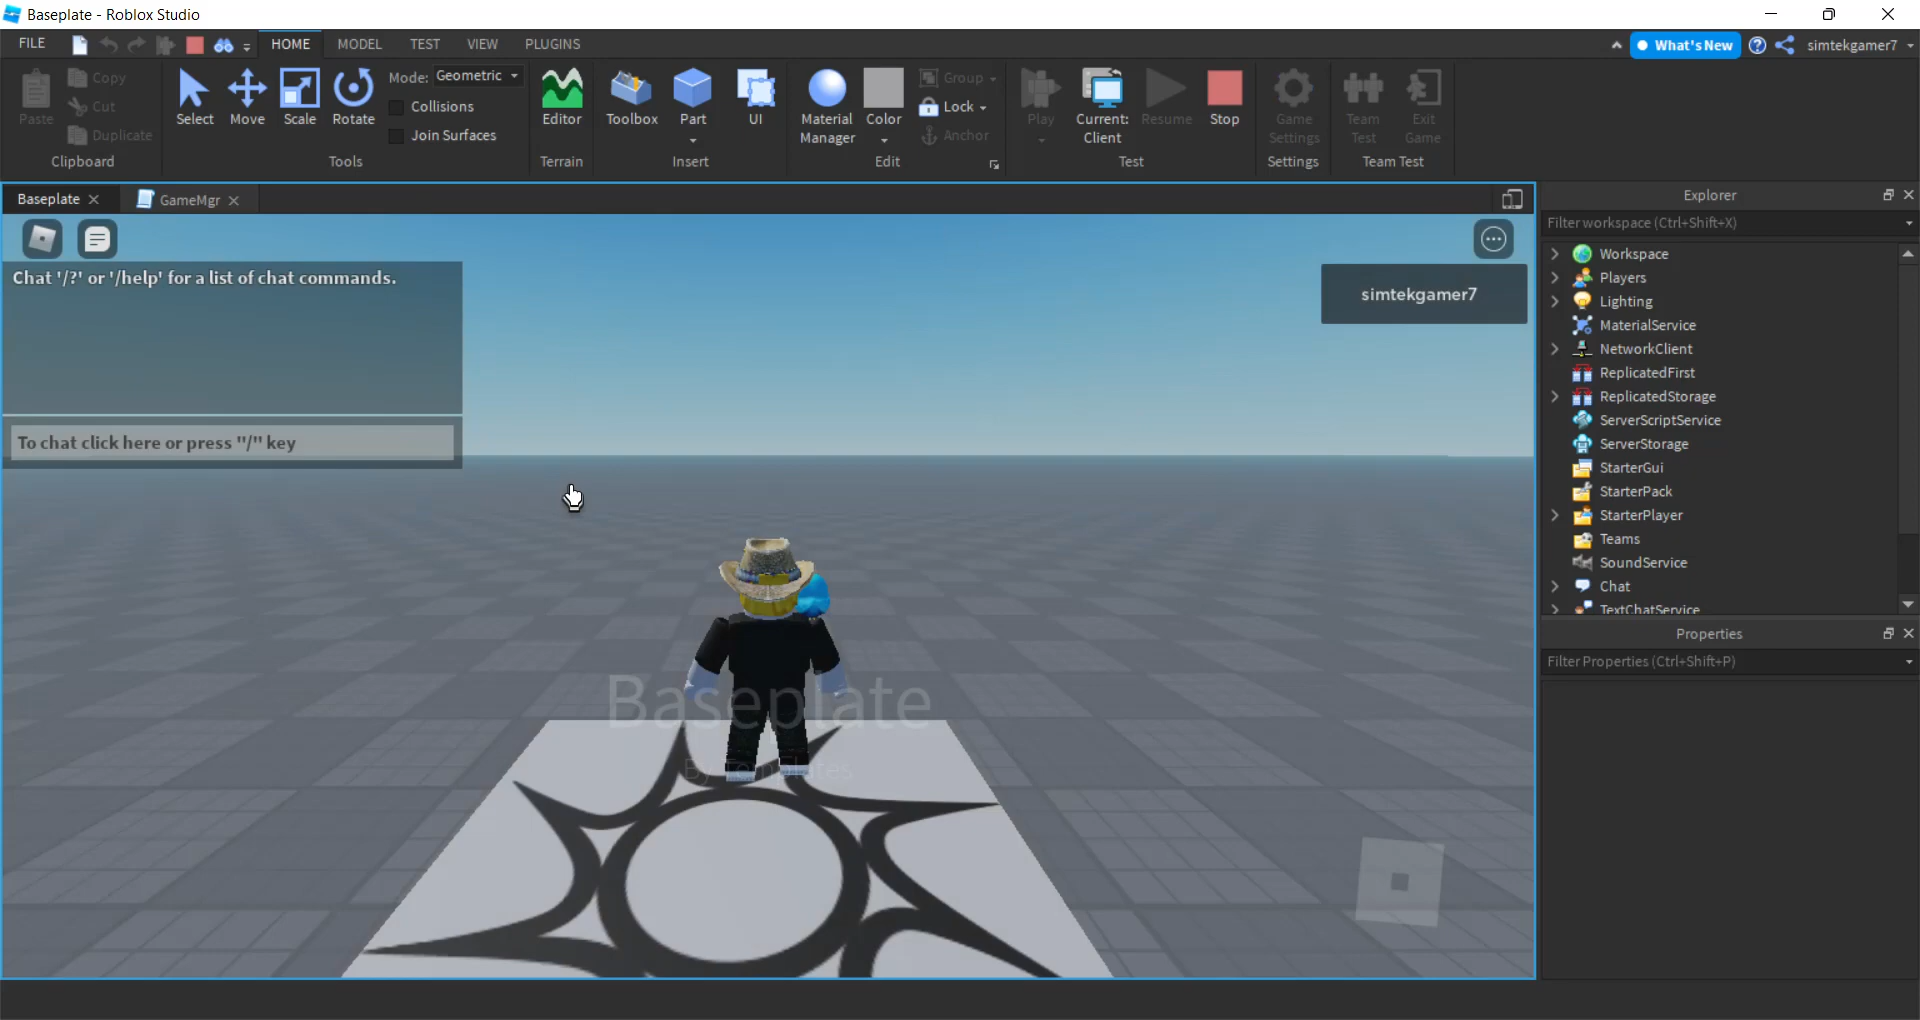 Baseplate - Roblox Studio
FILE
HOME
MODEL
TEST
VIEW
PLUGINS
What's New
simtekgamer7
Paste
Copy
Cut
Duplicate
Clipboard
Select
Move
Scale
Rotate
Mode: Geometric
Collisions
Join Surfaces
Tools
Editor
Terrain
Toolbox
Part
UI
Insert
Material
Manager
Color
Group
Lock
Anchor
Edit
Play
Current:
Client
Resume
Stop
Test
Game
Settings
Settings
Team
Test
Exit
Game
Team Test
Baseplate
GameMgr
Chat '/?' or '/help' for a list of chat commands.
To chat click here or press "/" key
simtekgamer7
Baseplate
By Templates
Explorer
Filter workspace (Ctrl+Shift+X)
Workspace
Players
Lighting
MaterialService
NetworkClient
ReplicatedFirst
ReplicatedStorage
ServerScriptService
ServerStorage
StarterGui
StarterPack
StarterPlayer
Teams
SoundService
Chat
TextChatService
Properties
Filter Properties (Ctrl+Shift+P)